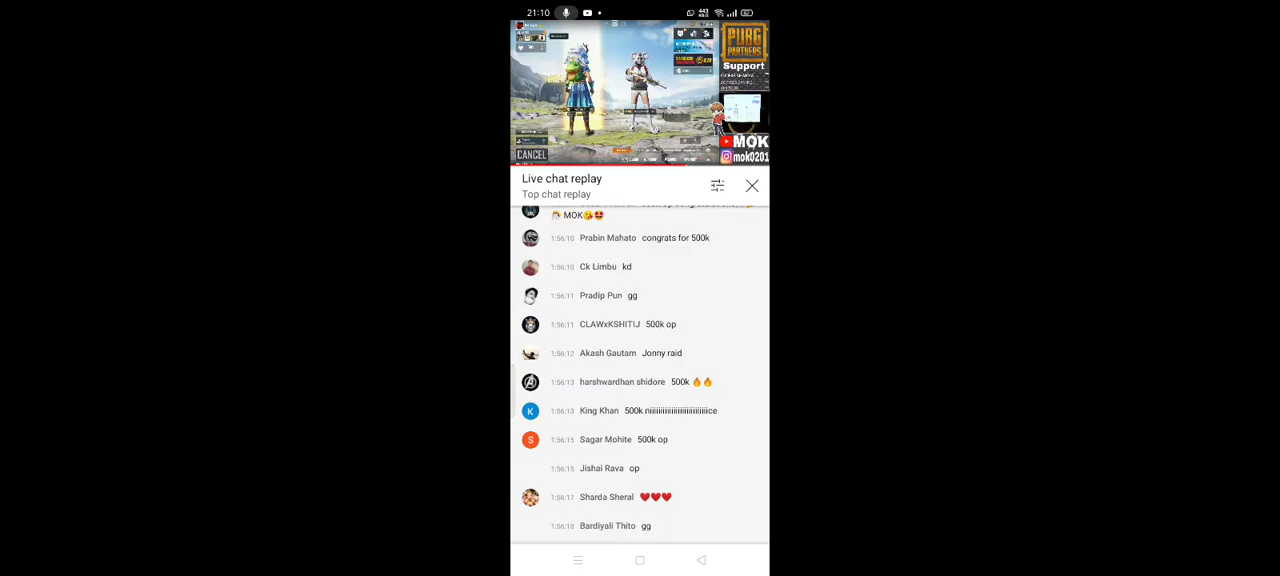 21:10
PUBG
PARTNERS
Support
MOK
mok0201
CANCEL
Live chat replay
Top chat replay
MOK😘🤩
1:56:10 Prabin Mahato congrats for 500k
1:56:10 Ck Limbu kd
1:56:11 Pradip Pun gg
1:56:11 CLAWxKSHITIJ 500k op
1:56:12 Akash Gautam Jonny raid
1:56:13 harshwardhan shidore 500k 🔥🔥
K 1:56:13 King Khan 500k niiiiiiiiiiiiiiiiiiiiiiiiiice
S 1:56:15 Sagar Mohite 500k op
1:56:15 Jishai Rava op
1:56:17 Sharda Sheral ❤️❤️❤️
1:56:18 Bardiyali Thito gg